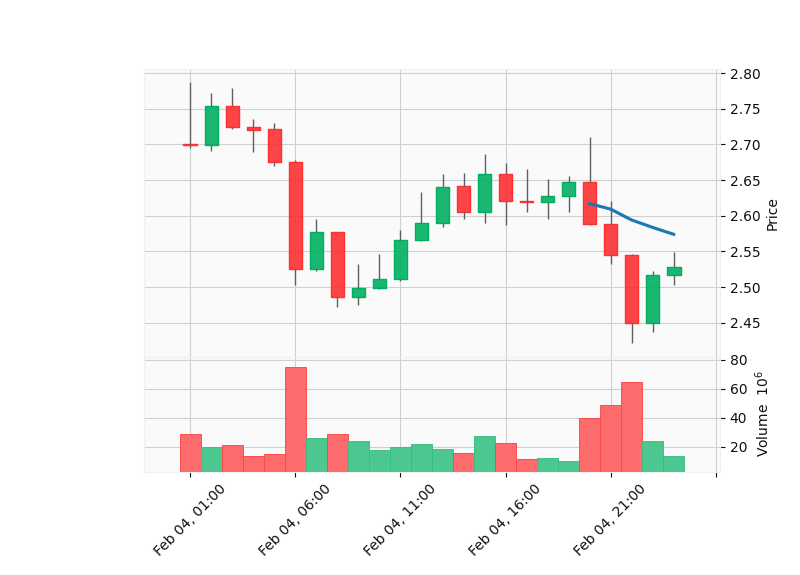 2.80
2.75
2.70
2.65
2.60
2.55
2.50
2.45
Price
80
60
40
20
Volume 10⁶
Feb 04, 01:00
Feb 04, 06:00
Feb 04, 11:00
Feb 04, 16:00
Feb 04, 21:00